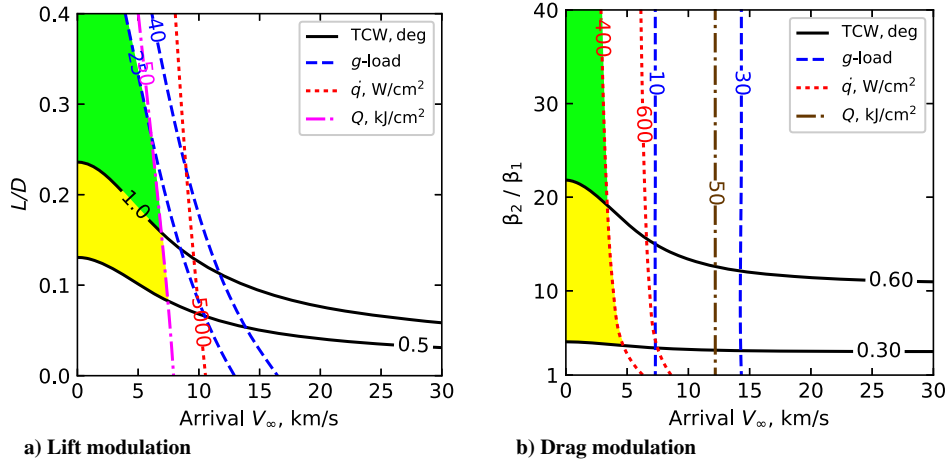 0.4
0.3
0.2
0.1
0.0
L/D
0 5 10 15 20 25 30
Arrival V∞, km/s
TCW, deg
g-load
q̇, W/cm²
Q, kJ/cm²
40
25
50
1.0
5000
0.5
a) Lift modulation
40
30
20
10
1
β₂ / β₁
0 5 10 15 20 25 30
Arrival V∞, km/s
TCW, deg
g-load
q̇, W/cm²
Q, kJ/cm²
400
600
10
50
30
0.60
0.30
b) Drag modulation